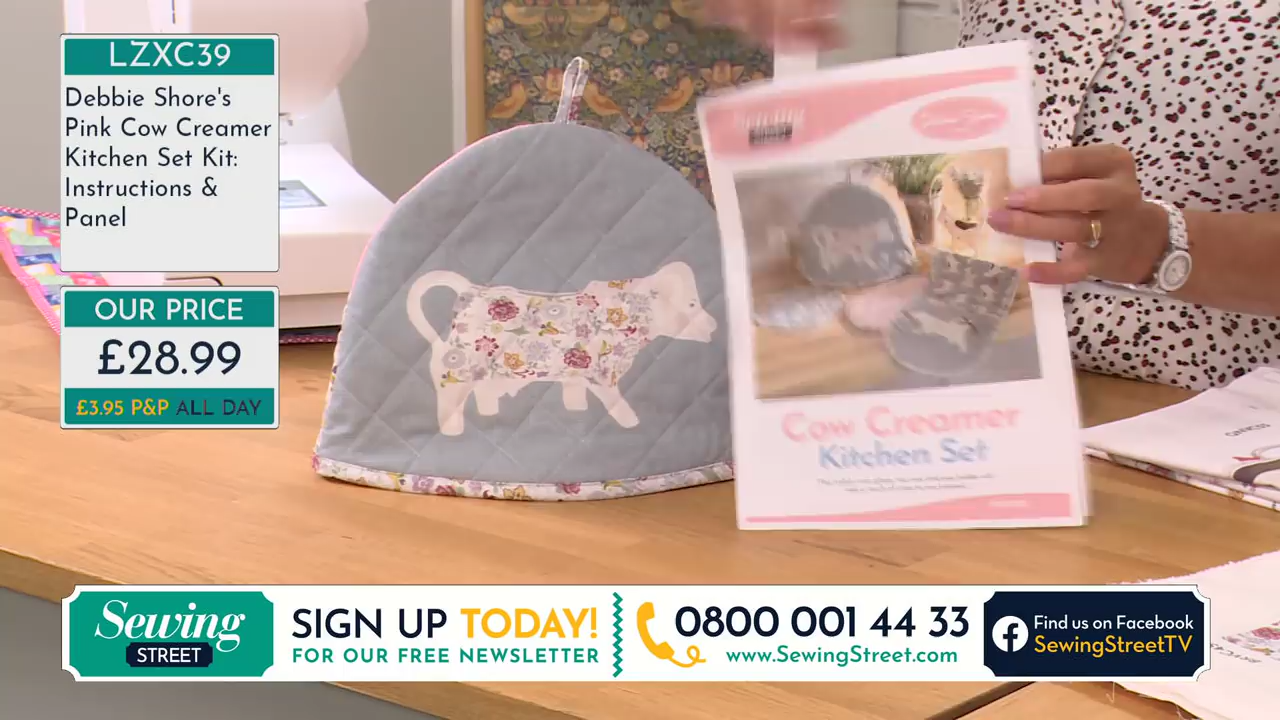 LZXC39
Debbie Shore's
Pink Cow Creamer
Kitchen Set Kit:
Instructions &
Panel
OUR PRICE
£28.99
£3.95 P&P ALL DAY
Cow Creamer
Kitchen Set
Sewing
STREET
SIGN UP TODAY!
FOR OUR FREE NEWSLETTER
0800 001 44 33
www.SewingStreet.com
Find us on Facebook
SewingStreetTV